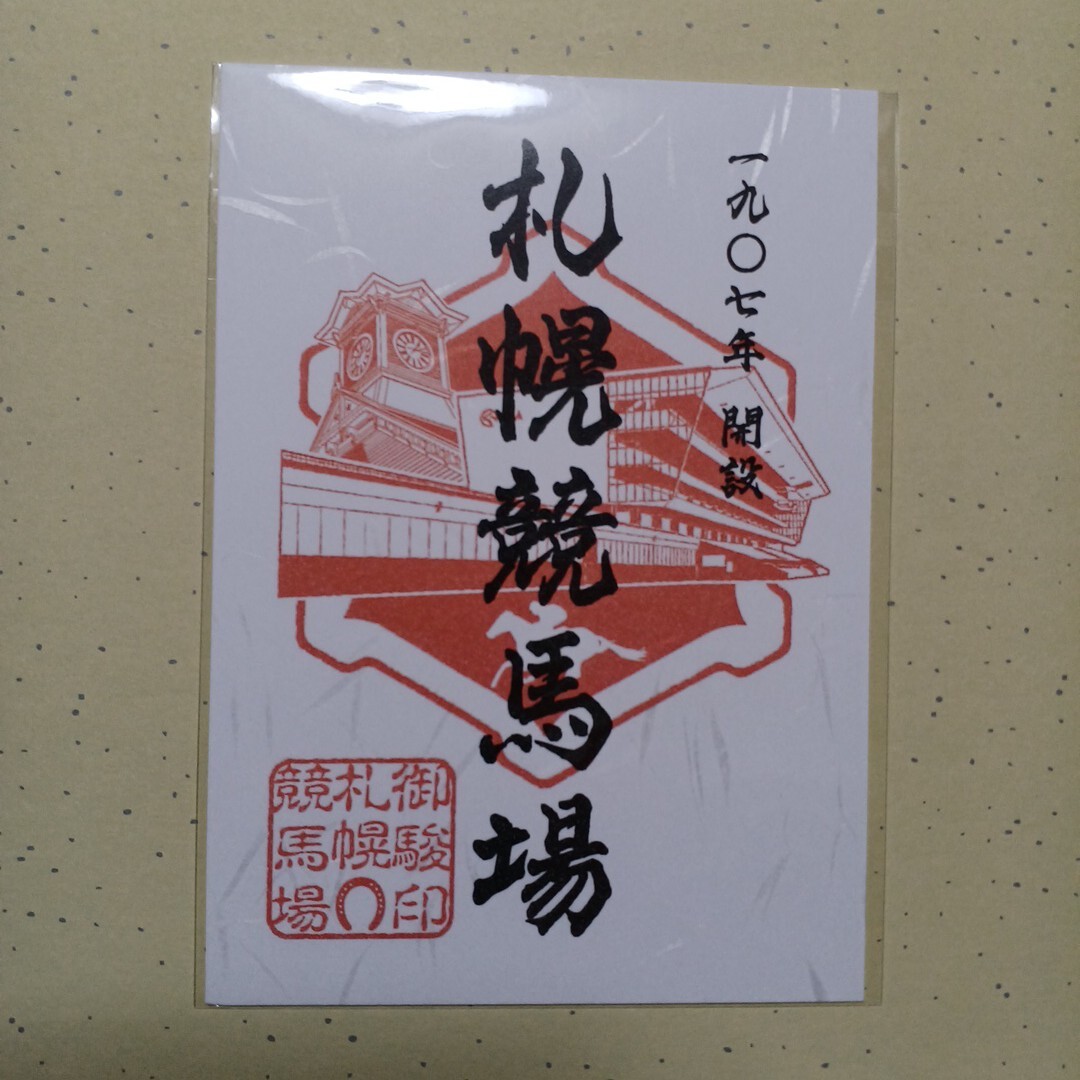 一九〇七年 開設
札幌競馬場
御駿印
札幌
競馬場